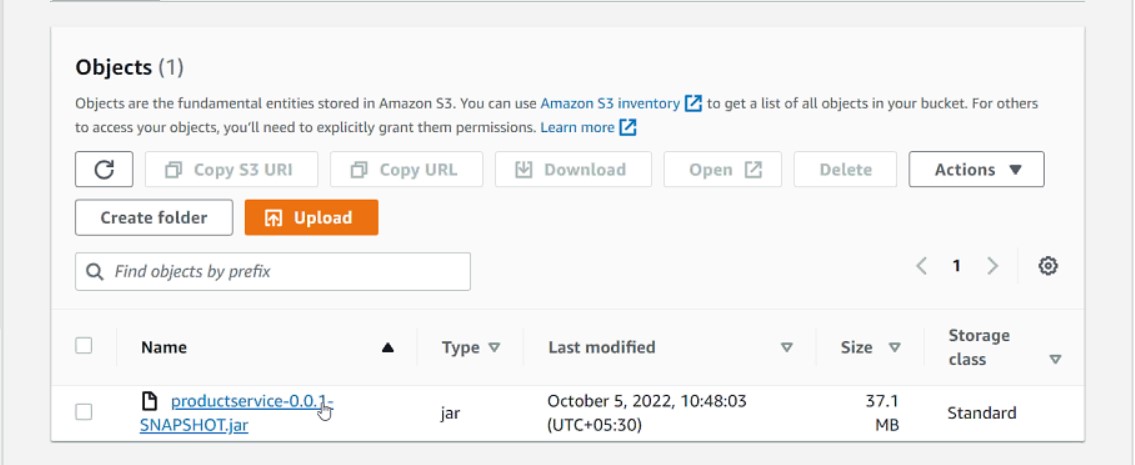 Objects (1)
Objects are the fundamental entities stored in Amazon S3. You can use Amazon S3 inventory to get a list of all objects in your bucket. For others
to access your objects, you'll need to explicitly grant them permissions. Learn more
Copy S3 URI Copy URL Download Open Delete Actions
Create folder Upload
Find objects by prefix 1
Name Type Last modified Size Storage
class
productservice-0.0.1- jar October 5, 2022, 10:48:03 37.1 Standard
SNAPSHOT.jar (UTC+05:30) MB